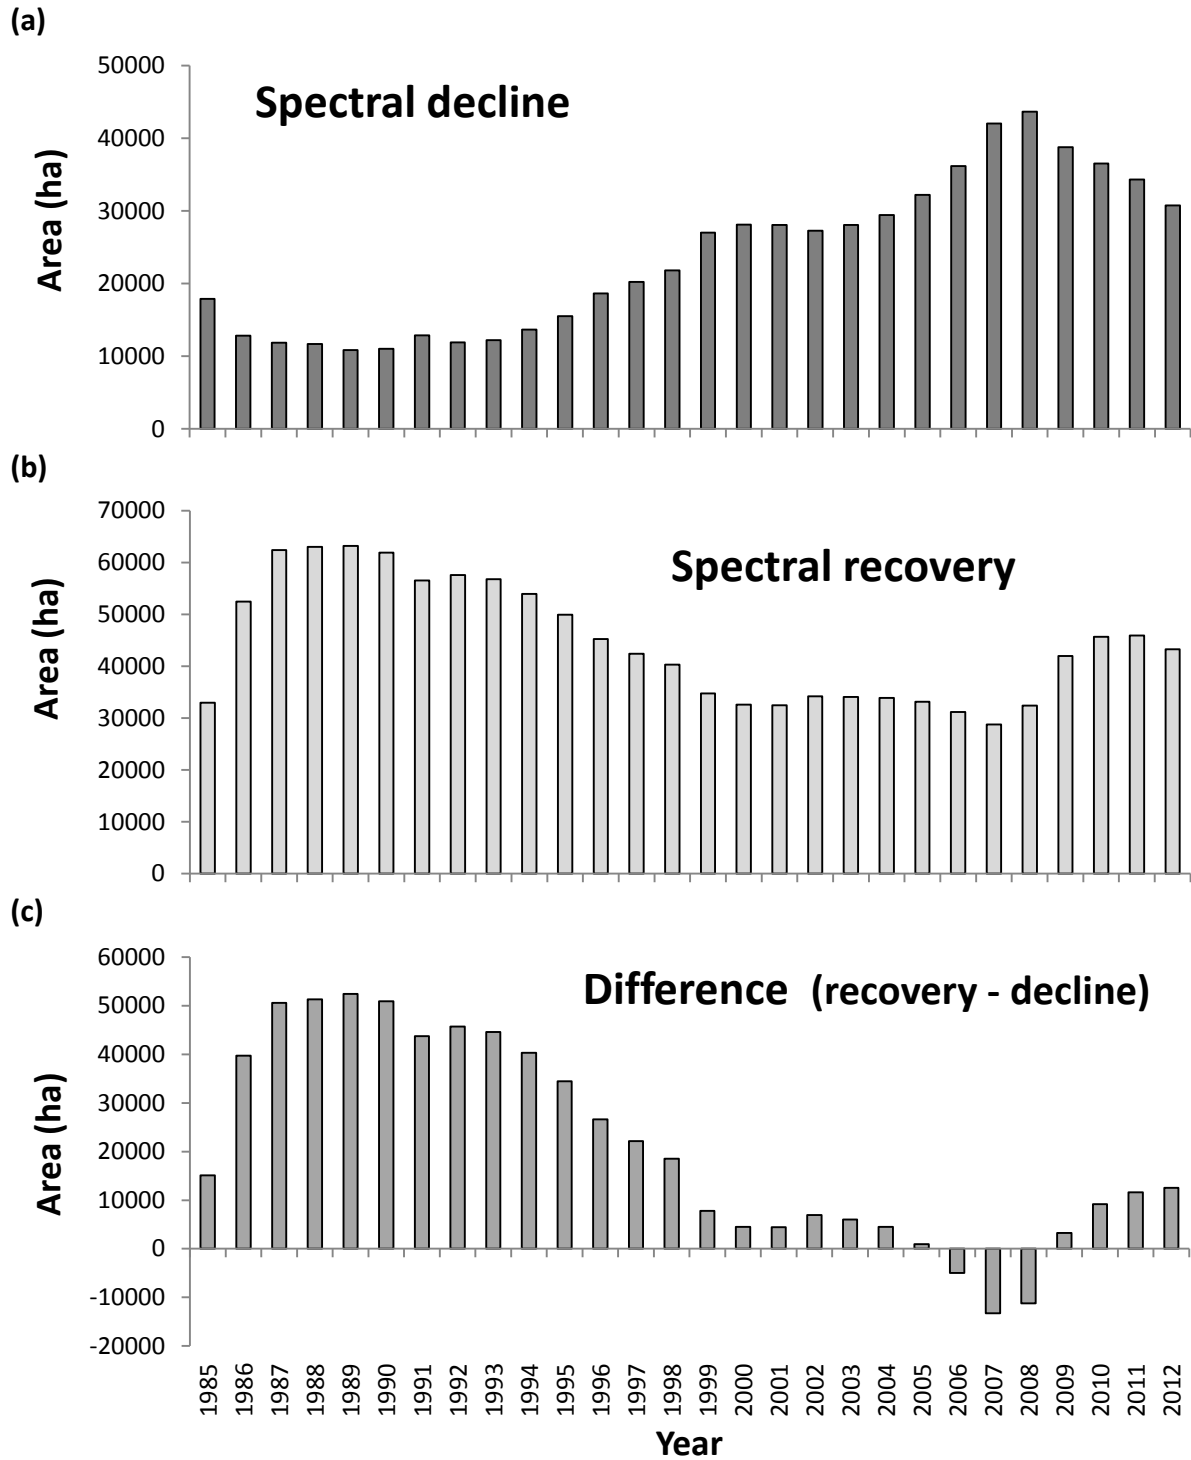 (a)
Spectral decline
Area (ha)
50000
40000
30000
20000
10000
0
(b)
Spectral recovery
Area (ha)
70000
60000
50000
40000
30000
20000
10000
0
(c)
Difference (recovery - decline)
Area (ha)
60000
50000
40000
30000
20000
10000
0
-10000
-20000
1985 1986 1987 1988 1989 1990 1991 1992 1993 1994 1995 1996 1997 1998 1999 2000 2001 2002 2003 2004 2005 2006 2007 2008 2009 2010 2011 2012
Year